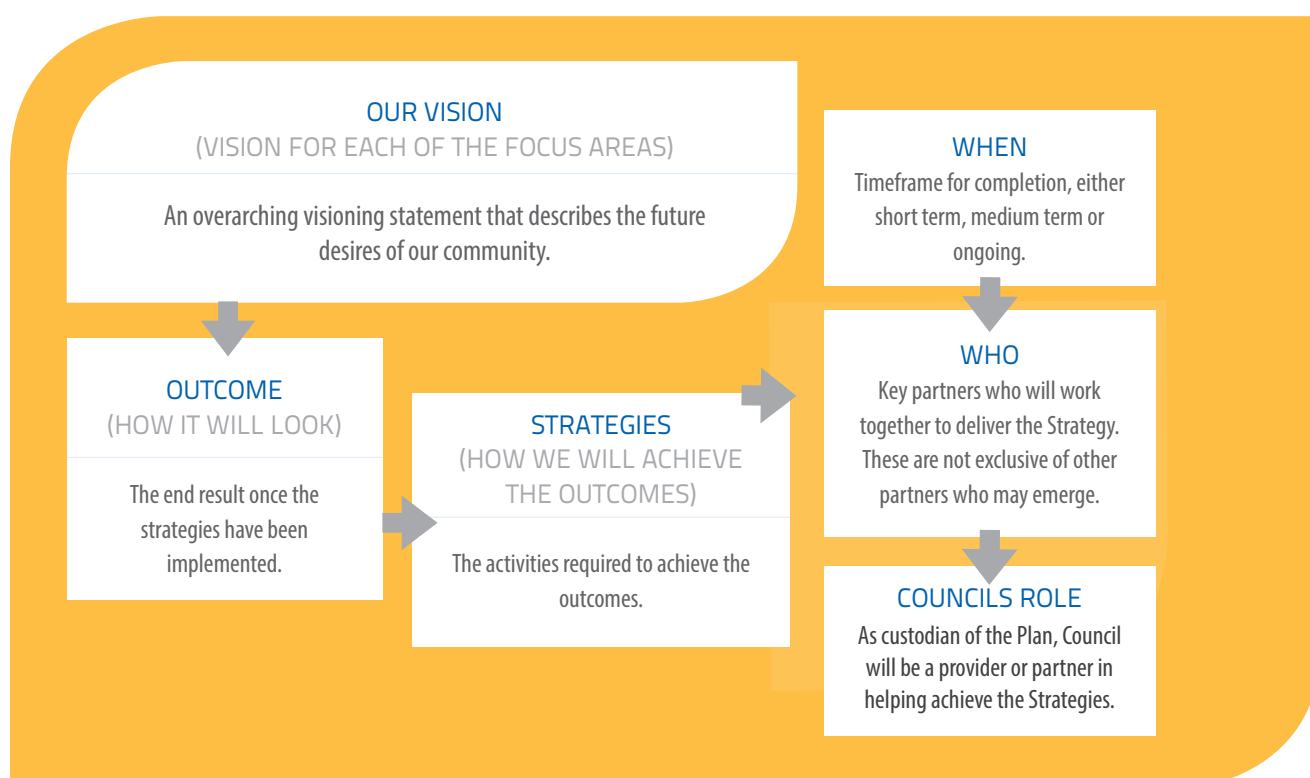 OUR VISION
(VISION FOR EACH OF THE FOCUS AREAS)
An overarching visioning statement that describes the future
desires of our community.
OUTCOME
(HOW IT WILL LOOK)
The end result once the
strategies have been
implemented.
STRATEGIES
(HOW WE WILL ACHIEVE
THE OUTCOMES)
The activities required to achieve the
outcomes.
WHEN
Timeframe for completion, either
short term, medium term or
ongoing.
WHO
Key partners who will work
together to deliver the Strategy.
These are not exclusive of other
partners who may emerge.
COUNCILS ROLE
As custodian of the Plan, Council
will be a provider or partner in
helping achieve the Strategies.